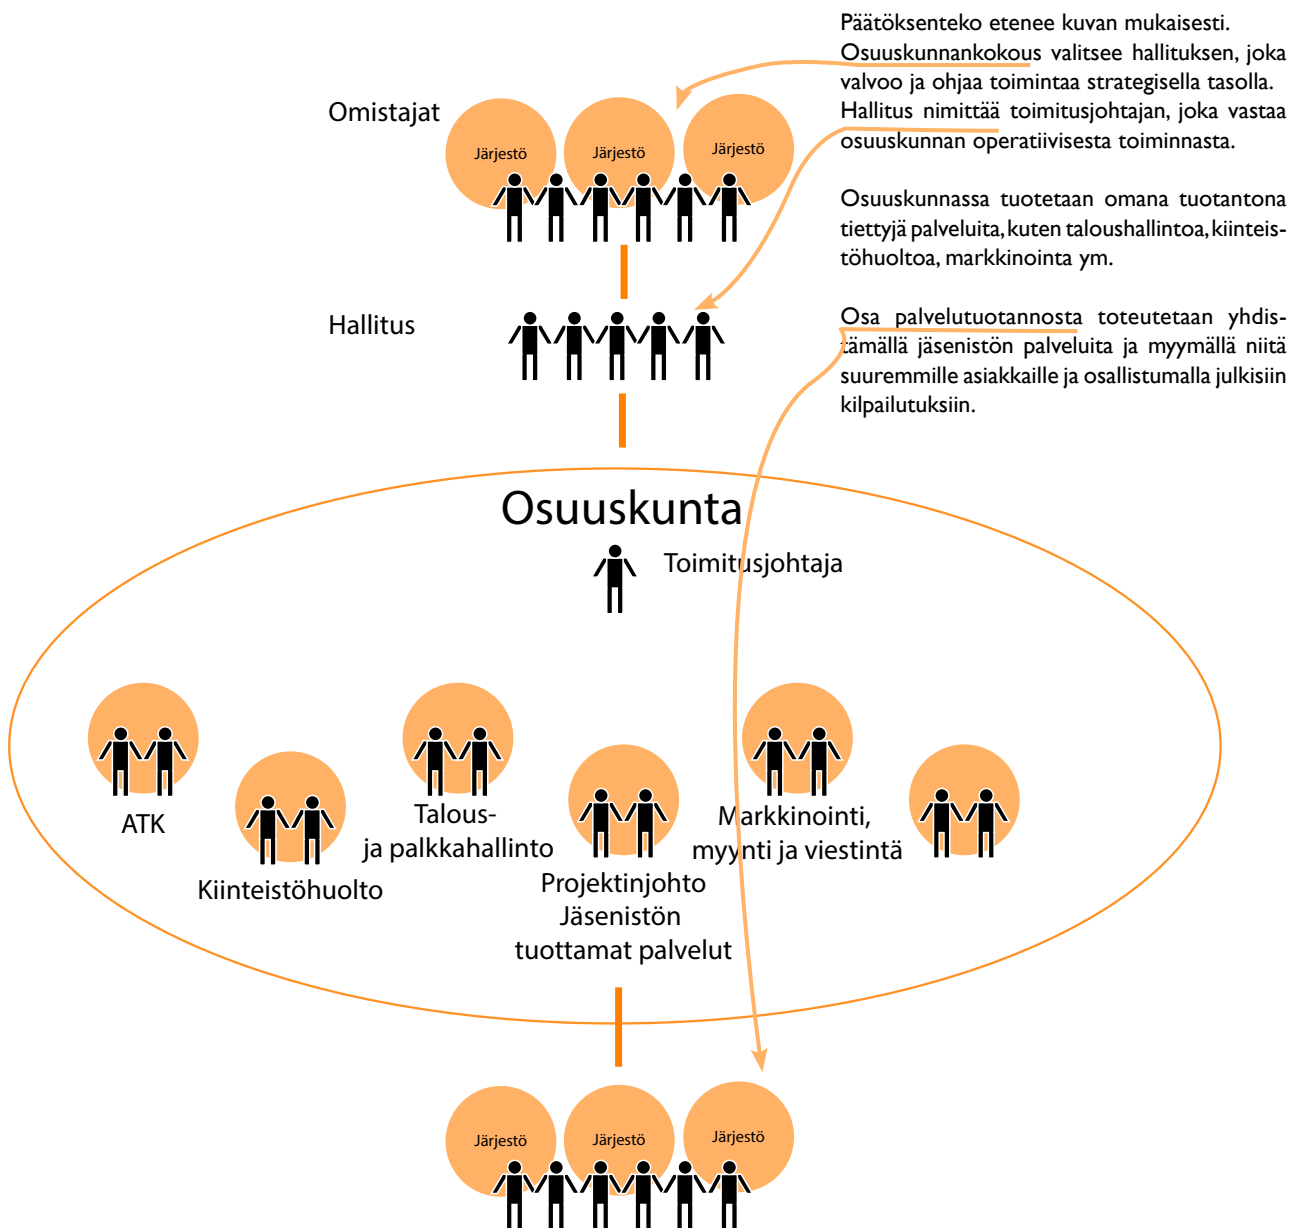 Päätöksenteko etenee kuvan mukaisesti.
Osuuskunnankokous valitsee hallituksen, joka
valvoo ja ohjaa toimintaa strategisella tasolla.
Hallitus nimittää toimitusjohtajan, joka vastaa
osuuskunnan operatiivisesta toiminnasta.
Osuuskunnassa tuotetaan omana tuotantona
tiettyjä palveluita, kuten taloushallintoa, kiinteis-
töhuoltoa, markkinointa ym.
Osa palvelutuotannosta toteutetaan yhdis-
tämällä jäsenistön palveluita ja myymällä niitä
suuremmille asiakkaille ja osallistumalla julkisiin
kilpailutuksiin.
Omistajat
Järjestö Järjestö Järjestö
Hallitus
Osuuskunta
Toimitusjohtaja
ATK
Kiinteistöhuolto
Talous-
ja palkkahallinto
Projektinjohto
Jäsenistön
tuottamat palvelut
Markkinointi,
myynti ja viestintä
Järjestö Järjestö Järjestö